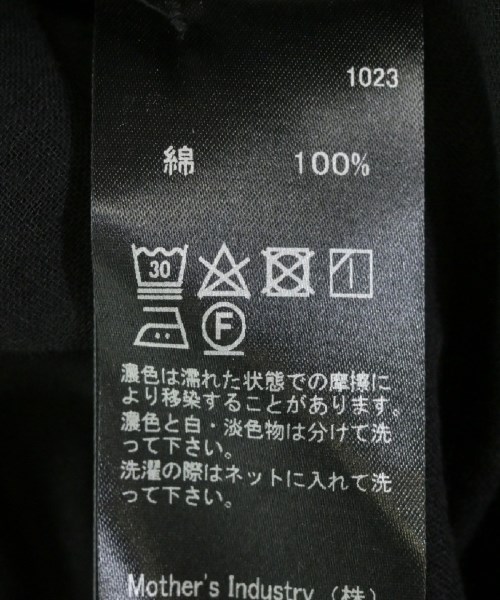 1023
綿 100%
30
F
濃色は濡れた状態での摩擦に
より移染することがあります。
濃色と白・淡色物は分けて洗
って下さい。
洗濯の際はネットに入れて洗
って下さい。
Mother's Industry (株)